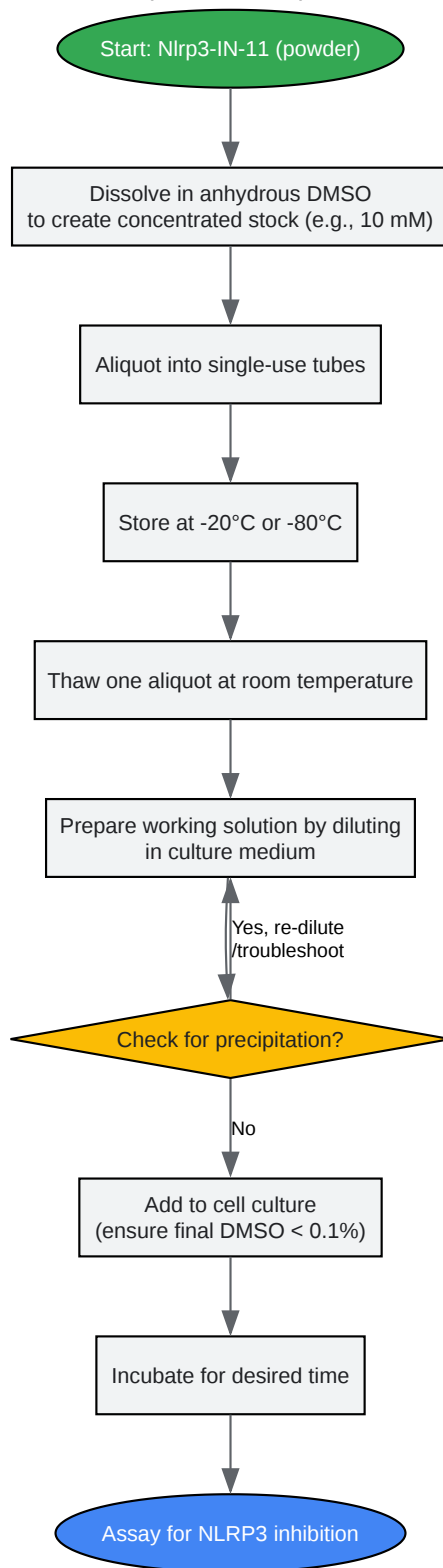 Start: Nlrp3-IN-11 (powder)
Dissolve in anhydrous DMSO
to create concentrated stock (e.g., 10 mM)
Aliquot into single-use tubes
Store at -20°C or -80°C
Thaw one aliquot at room temperature
Prepare working solution by diluting
in culture medium
Yes, re-dilute
/troubleshoot
Check for precipitation?
No
Add to cell culture
(ensure final DMSO < 0.1%)
Incubate for desired time
Assay for NLRP3 inhibition